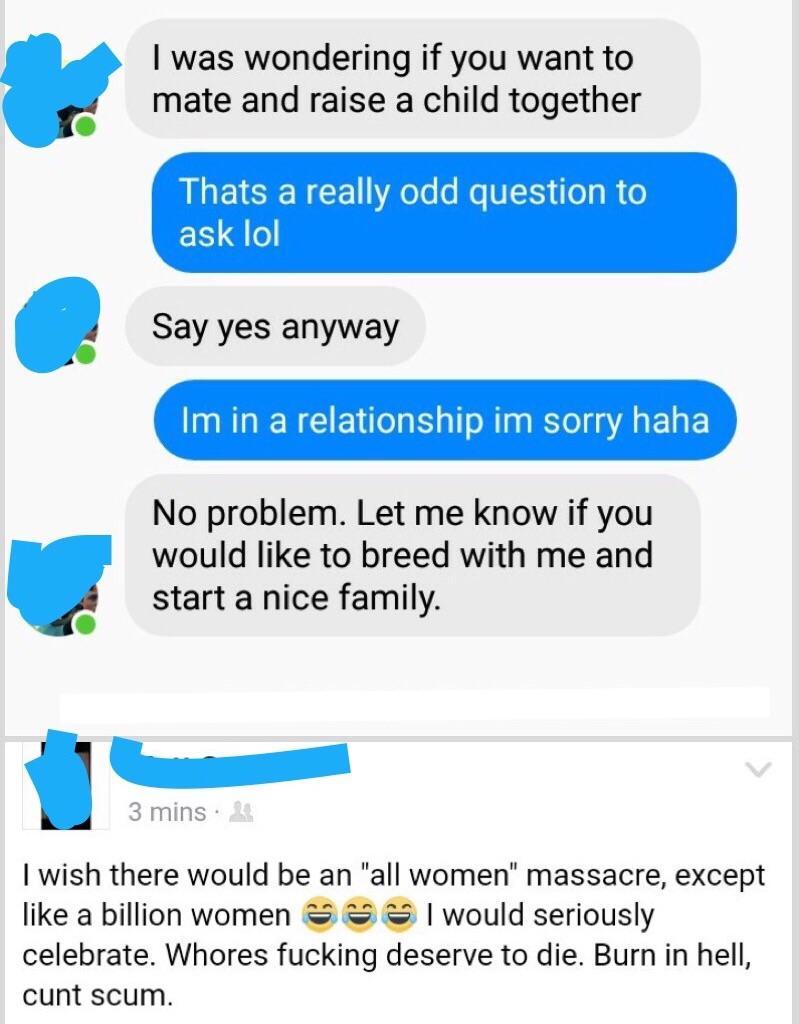 I was wondering if you want to
mate and raise a child together
Thats a really odd question to
ask lol
Say yes anyway
Im in a relationship im sorry haha
No problem. Let me know if you
would like to breed with me and
start a nice family.
3 mins ·
I wish there would be an "all women" massacre, except
like a billion women 😂😂😂 I would seriously
celebrate. Whores fucking deserve to die. Burn in hell,
cunt scum.